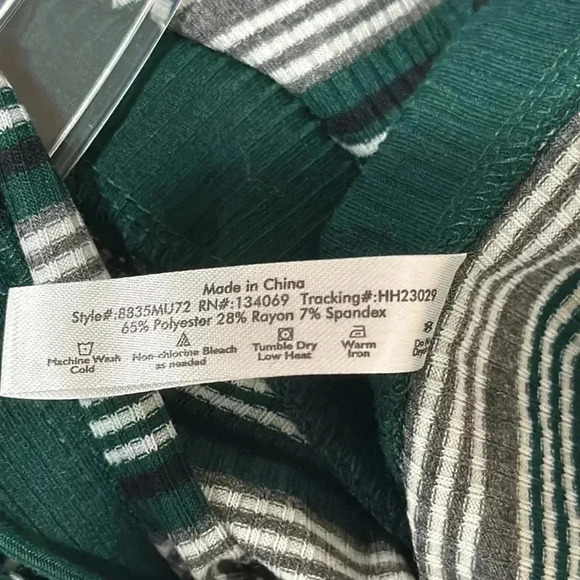 Made in China
Style#:8835MU72 RN#:134069 Tracking#:HH23029
65% Polyester 28% Rayon 7% Spandex
Machine Wash Cold
Non-chlorine Bleach as needed
Tumble Dry Low Heat
Warm Iron